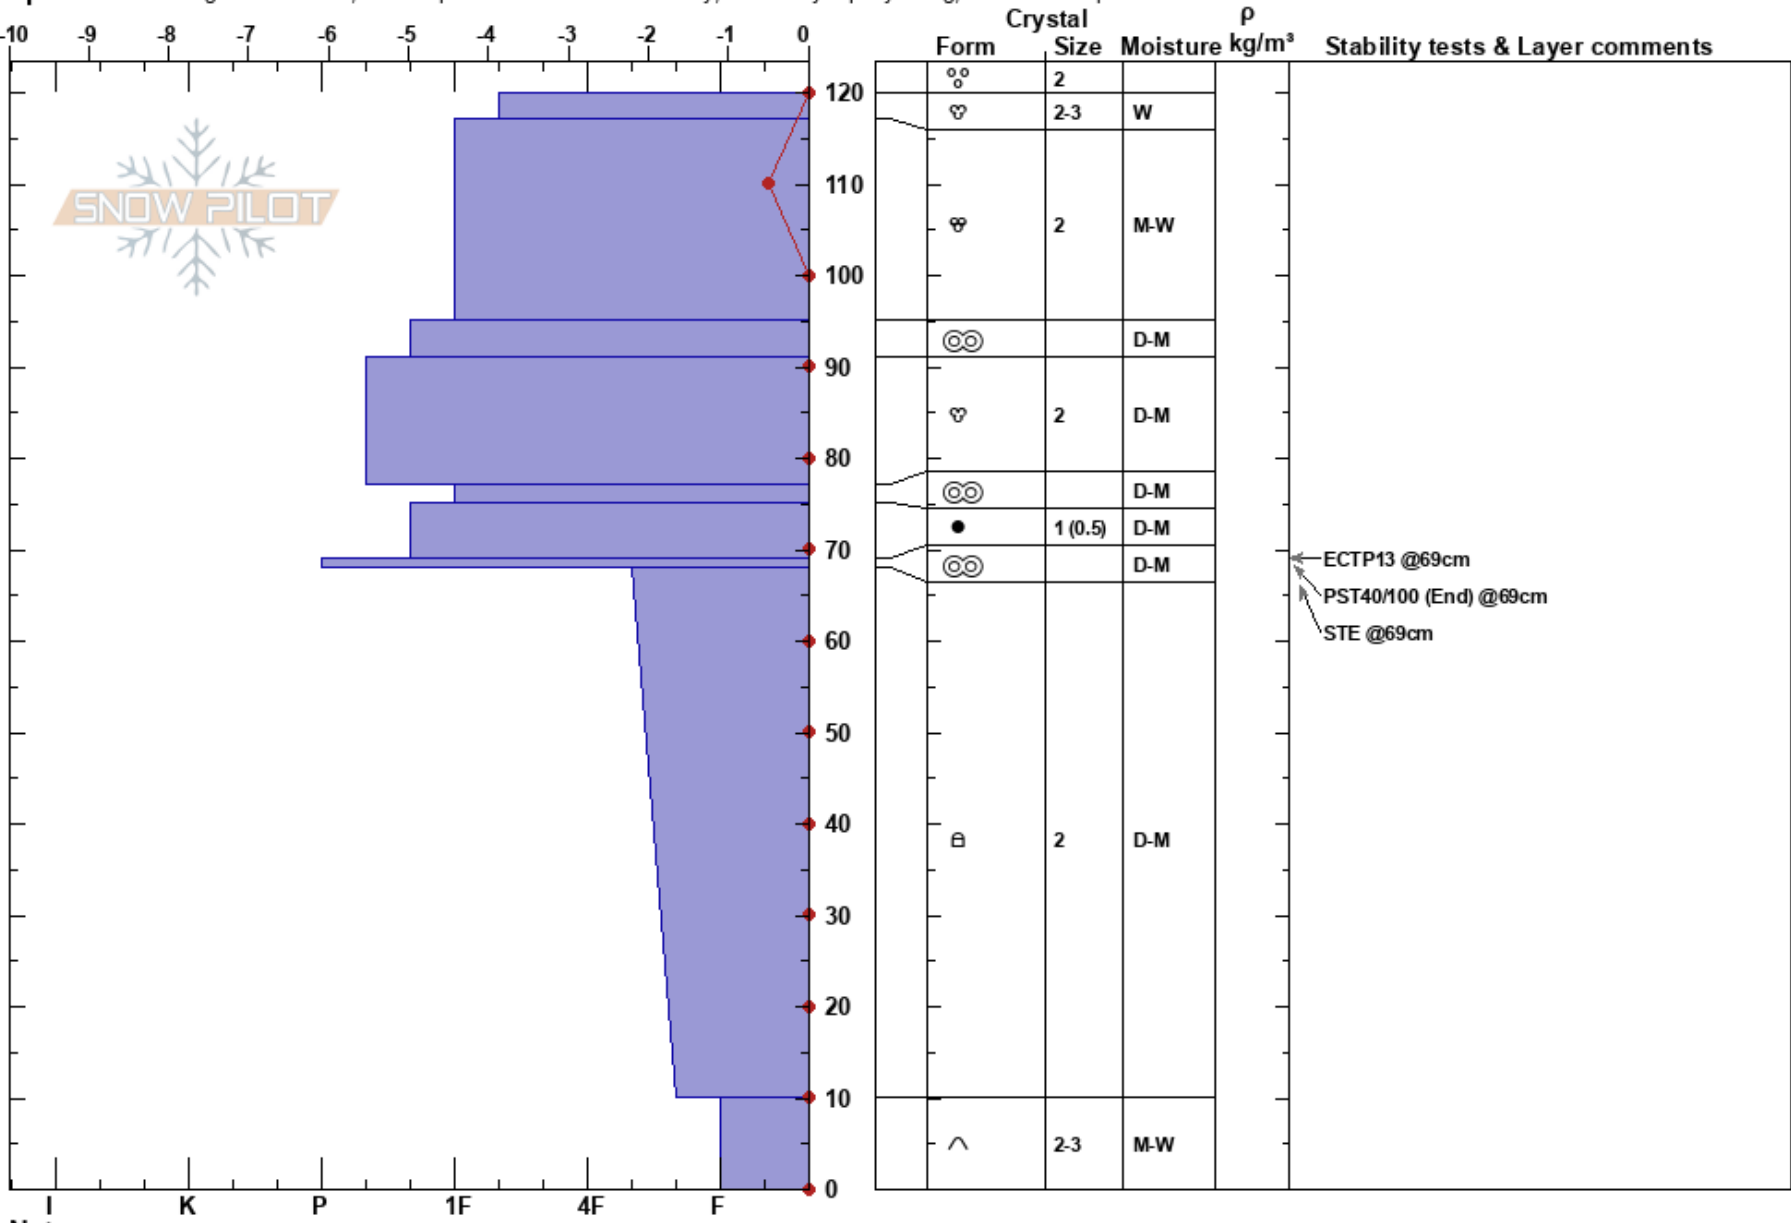 Crystal ρ
-10 -9 -8 -7 -6 -5 -4 -3 -2 -1 0 Form Size Moisture kg/m³ Stability tests & Layer comments
2
120
2-3 W
SNOW PILOT
110
2 M-W
100
D-M
90
2 D-M
80
D-M
1 (0.5) D-M
70
ECTP13 @69cm
D-M
PST40/100 (End) @69cm
STE @69cm
60
50
40
2 D-M
30
20
10
2-3 M-W
0
I K P 1F 4F F